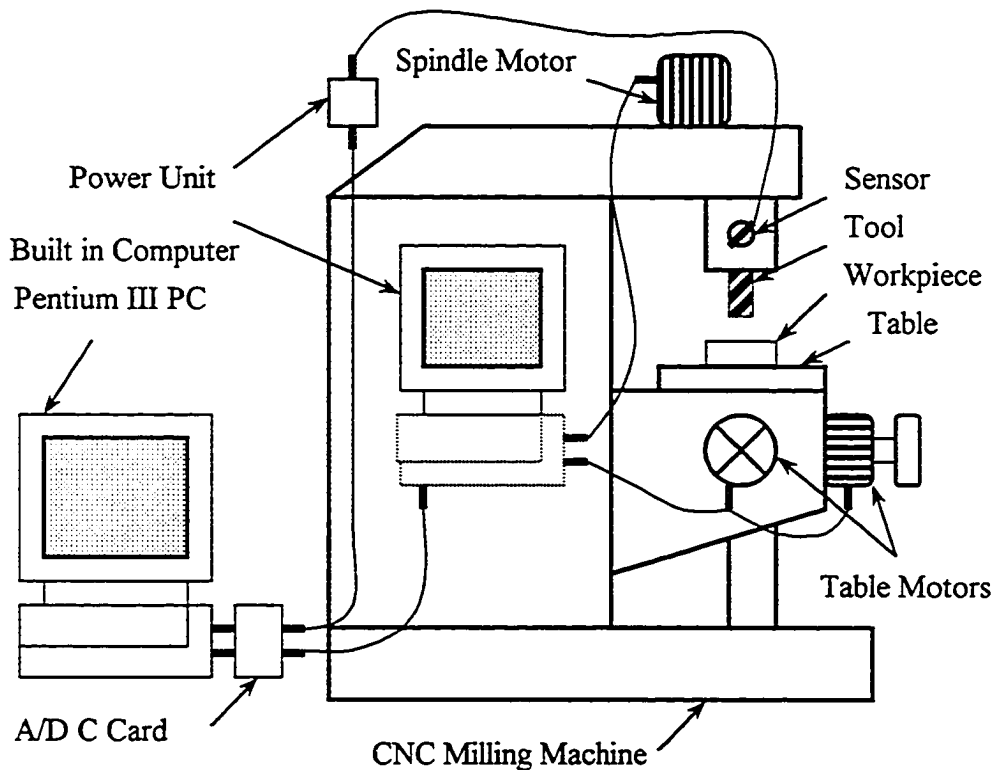 Spindle Motor
Power Unit
Sensor
Tool
Built in Computer
Workpiece
Pentium III PC
Table
Table Motors
A/D C Card
CNC Milling Machine